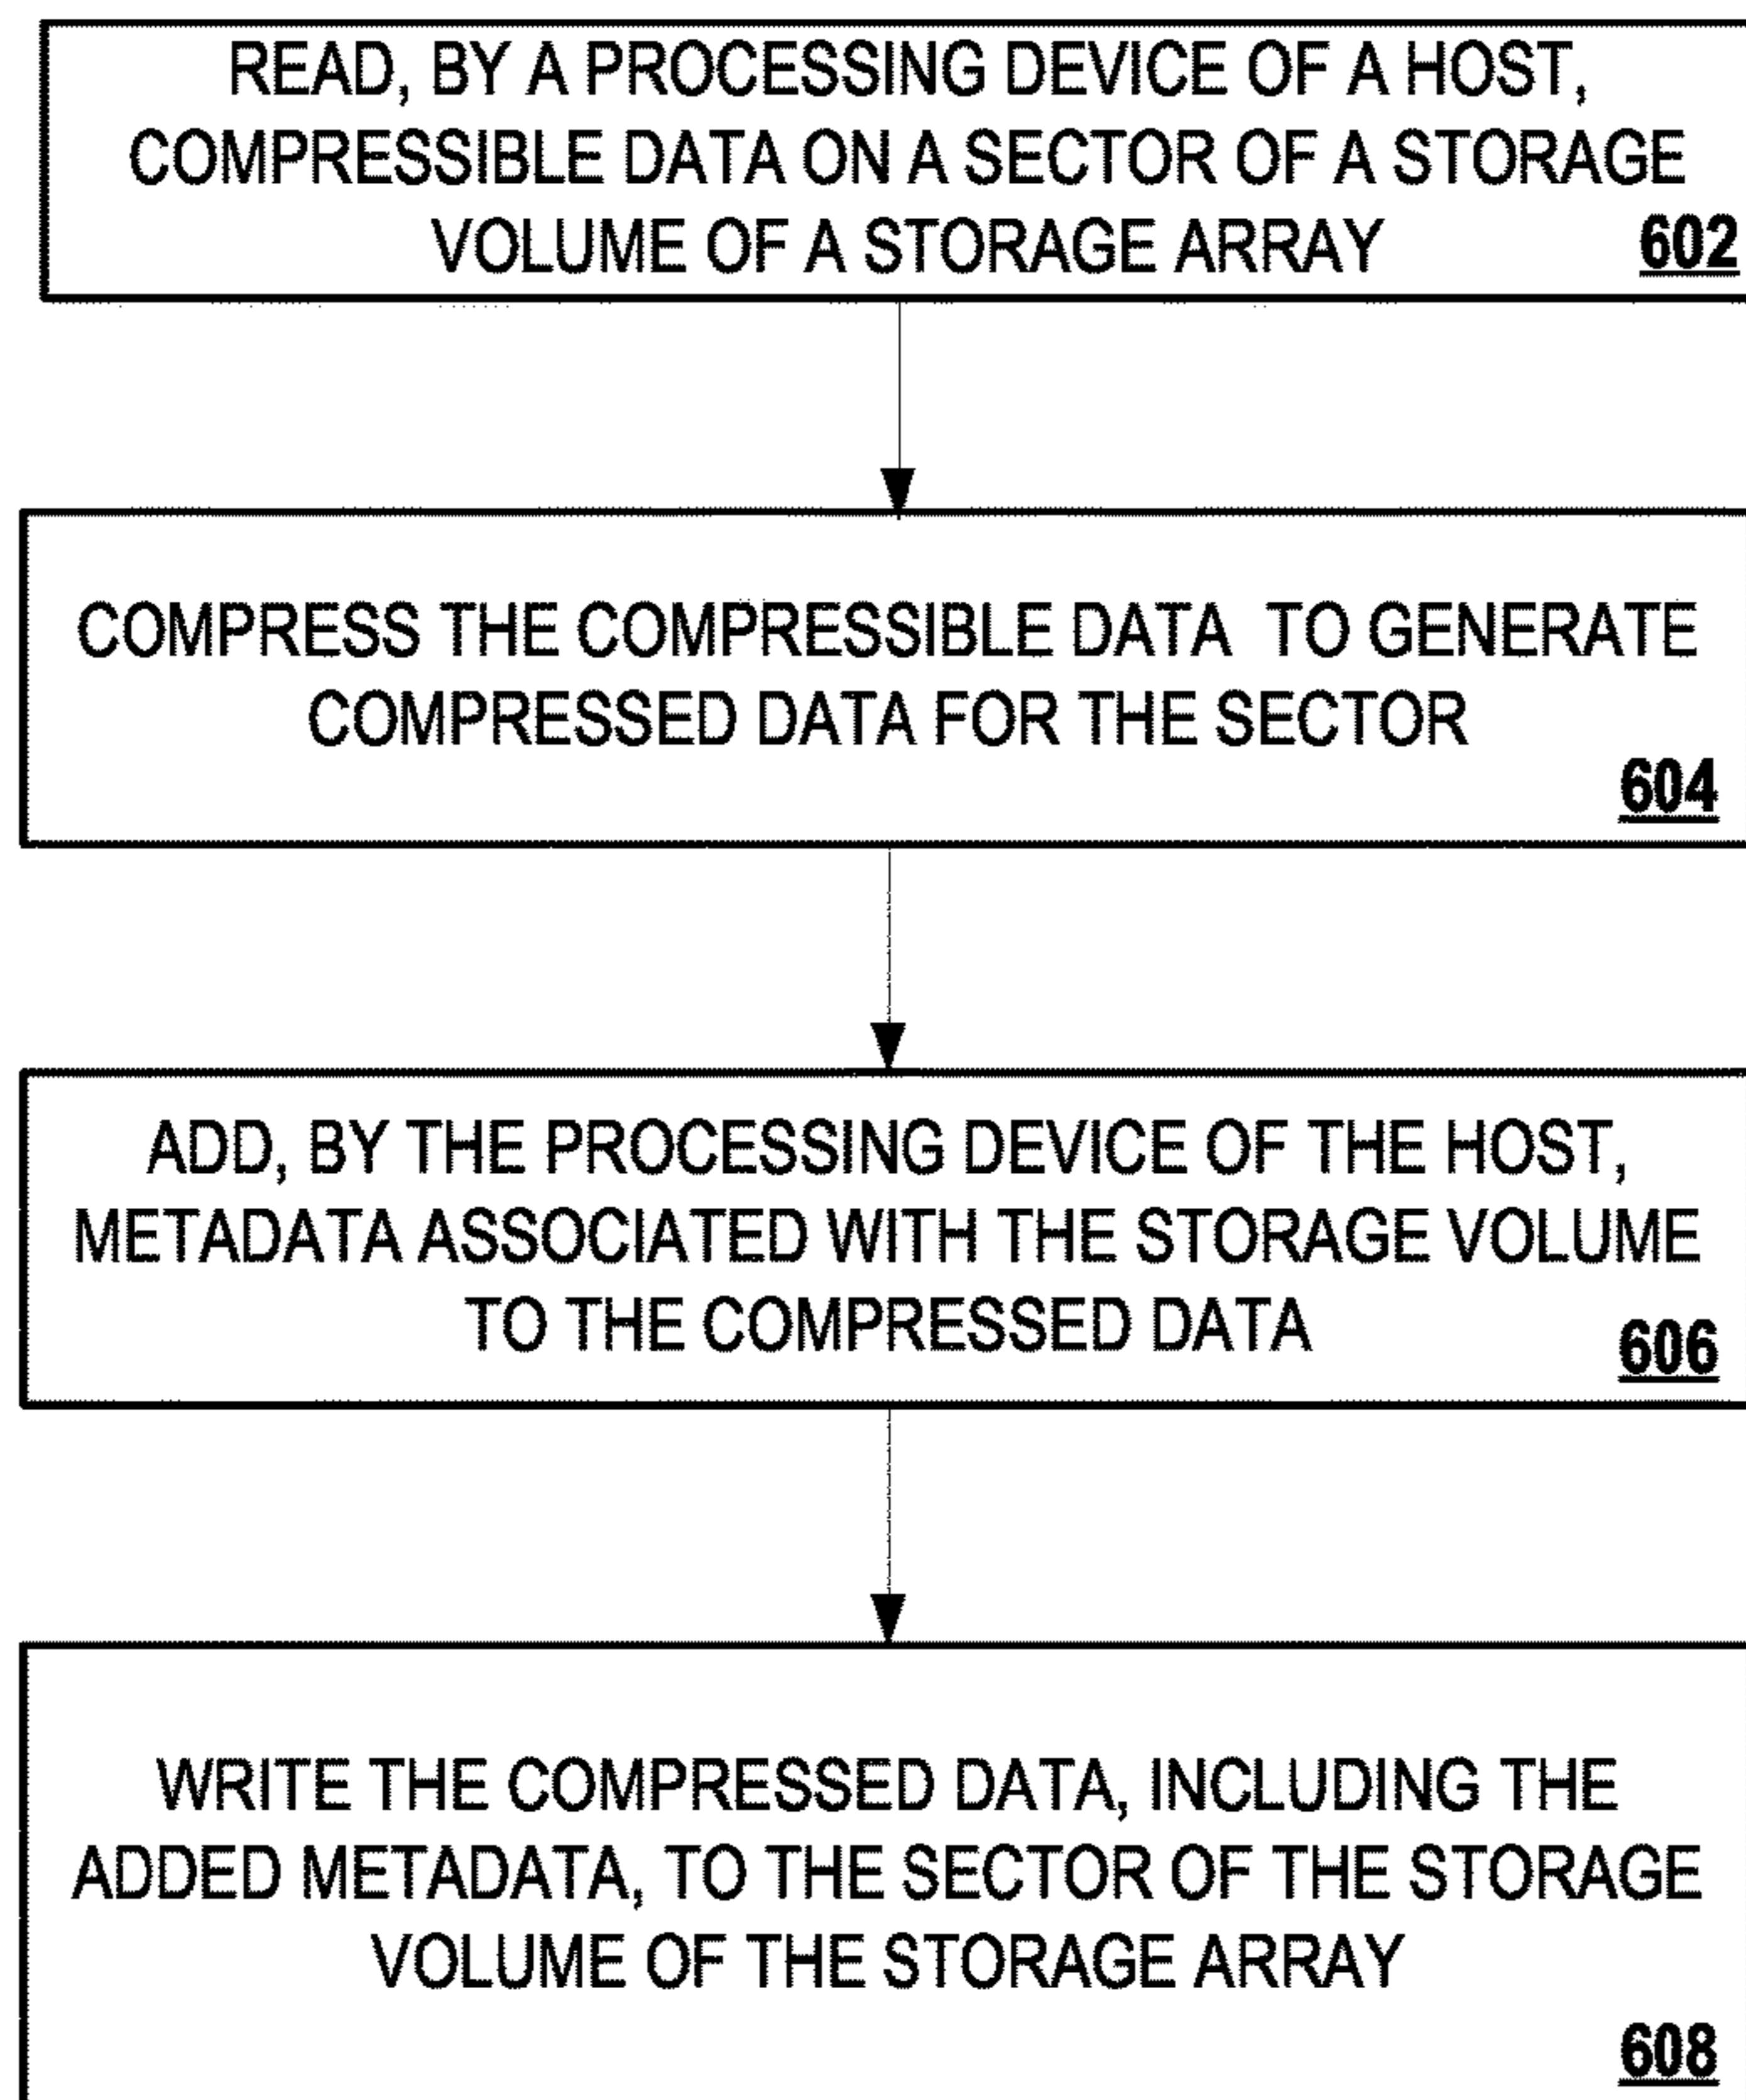 READ, BY A PROCESSING DEVICE OF A HOST,
COMPRESSIBLE DATA ON A SECTOR OF A STORAGE
VOLUME OF A STORAGE ARRAY
602
COMPRESS THE COMPRESSIBLE DATA TO GENERATE
COMPRESSED DATA FOR THE SECTOR
604
ADD, BY THE PROCESSING DEVICE OF THE HOST,
METADATA ASSOCIATED WITH THE STORAGE VOLUME
TO THE COMPRESSED DATA
606
WRITE THE COMPRESSED DATA, INCLUDING THE
ADDED METADATA, TO THE SECTOR OF THE STORAGE
VOLUME OF THE STORAGE ARRAY
608